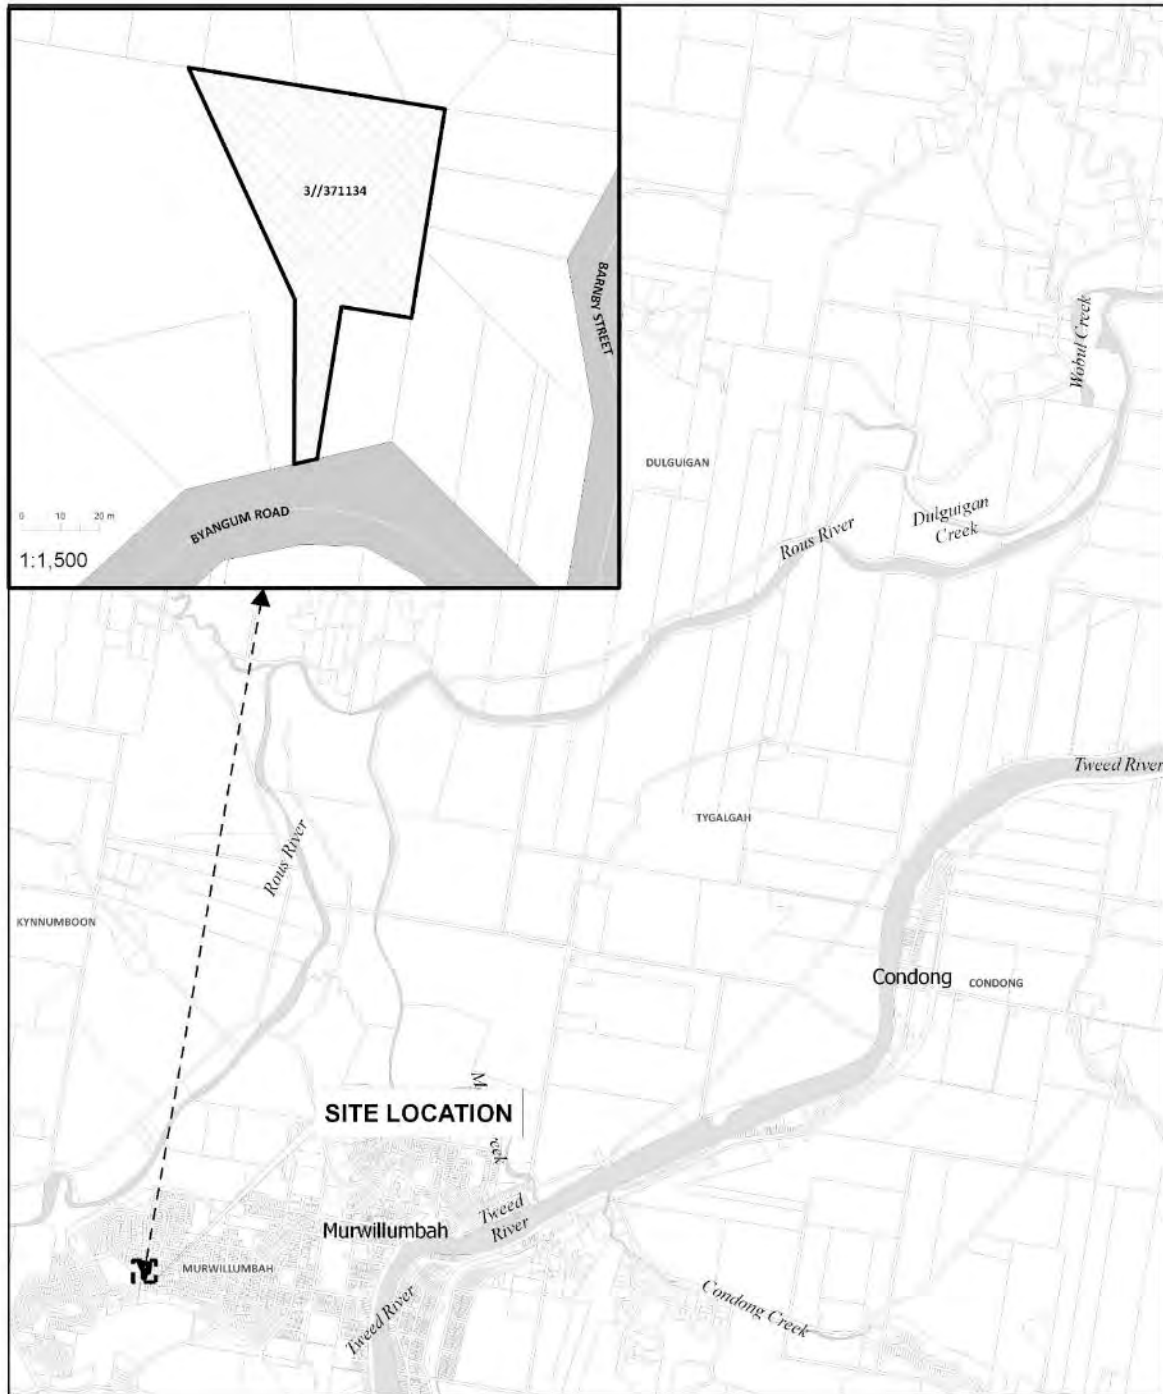 3//371134
BARNBY STREET
BYANGUM ROAD
0 10 20 m
1:1,500
Wobul Creek
DULGUIGAN
Dulguigan
Creek
Rous River
Tweed River
TYGALGAH
Rous River
KYNNUMBOON
Condong
CONDONG
SITE LOCATION
Tweed
River
Murwillumbah
MURWILLUMBAH
Condong Creek
Tweed River